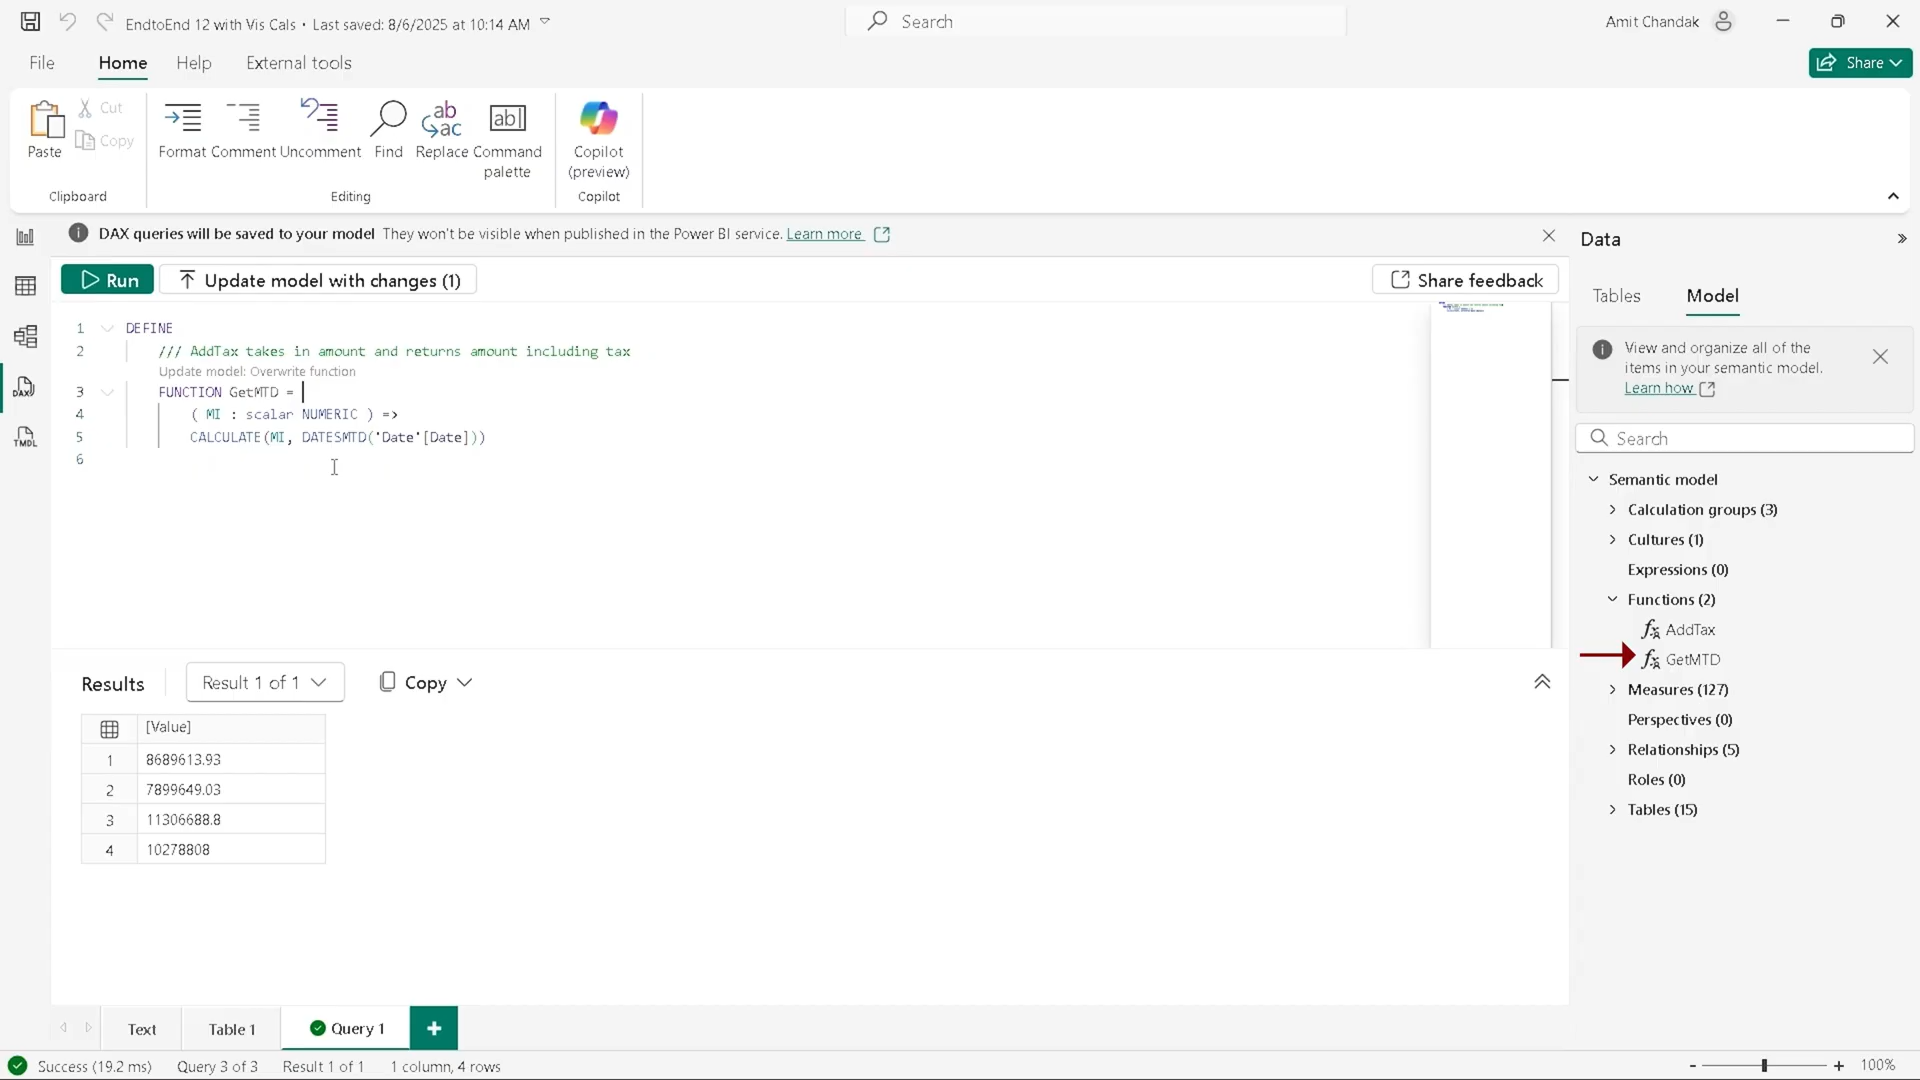 EndtoEnd 12 with Vis Cals • Last saved: 8/6/2025 at 10:14 AM
Search
Amit Chandak
File
Home
Help
External tools
Share
Paste
Cut
Copy
Format
Comment
Uncomment
Find
Replace
Command palette
Copilot (preview)
Clipboard
Editing
Copilot
DAX queries will be saved to your model They won't be visible when published in the Power BI service. Learn more
Run
Update model with changes (1)
Share feedback
1 DEFINE
2 /// AddTax takes in amount and returns amount including tax
Update model: Overwrite function
3 FUNCTION GetMTD =
4 ( MI : scalar NUMERIC ) =>
5 CALCULATE(MI, DATESMTD('Date'[Date]))
6
DAX
TMDL
Results
Result 1 of 1
Copy
[Value]
1 8689613.93
2 7899649.03
3 11306688.8
4 10278808
Text
Table 1
Query 1
Success (19.2 ms)
Query 3 of 3
Result 1 of 1
1 column, 4 rows
Data
Tables
Model
View and organize all of the
items in your semantic model.
Learn how
Search
Semantic model
Calculation groups (3)
Cultures (1)
Expressions (0)
Functions (2)
AddTax
GetMTD
Measures (127)
Perspectives (0)
Relationships (5)
Roles (0)
Tables (15)
- + 100%